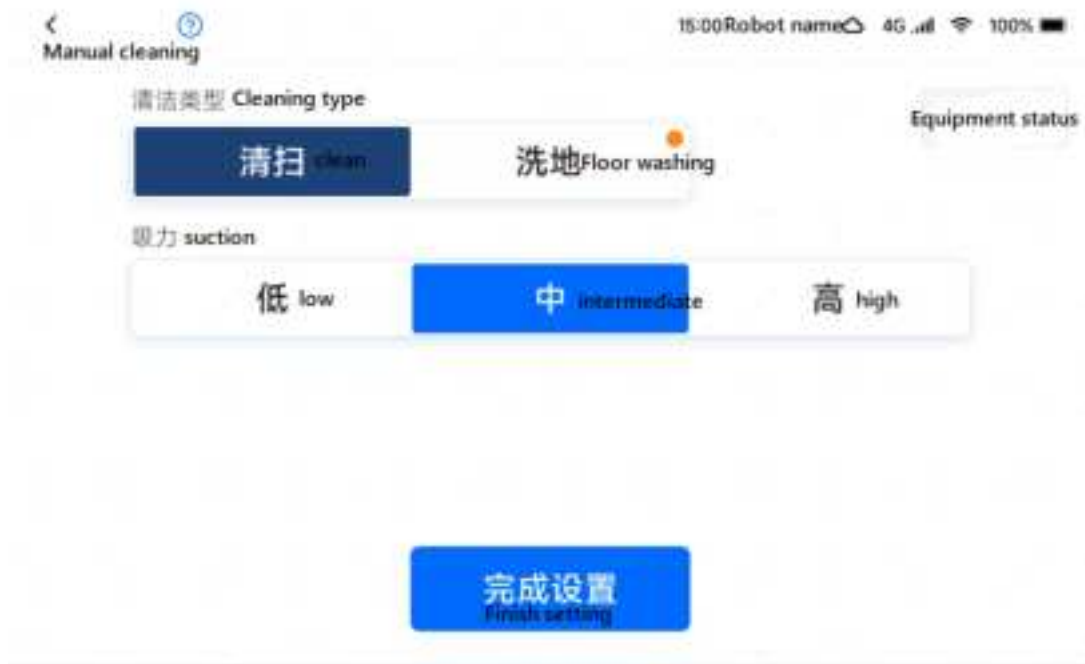 15:00Robot name 4G 100%
Manual cleaning
清洁类型 Cleaning type
Equipment status
清扫 clean 洗地Floor washing
吸力 suction
低 low 中 intermediate 高 high
完成设置
Finish setting